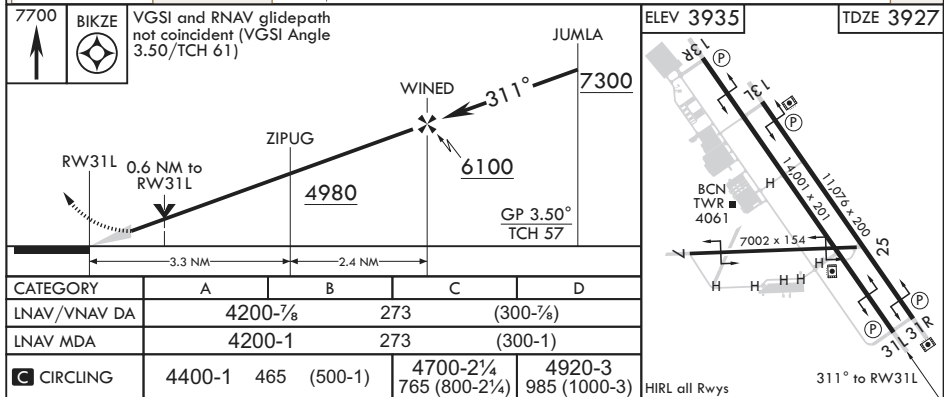 7700
BIKZE
VGSI and RNAV glidepath
not coincident (VGSI Angle
3.50/TCH 61)
JUMLA
7300
311°
WINED
6100
ZIPUG
4980
0.6 NM to
RW31L
RW31L
GP 3.50°
TCH 57
3.3 NM
2.4 NM
CATEGORY A B C D
LNAV/VNAV DA 4200-⅞ 273 (300-⅞)
LNAV MDA 4200-1 273 (300-1)
C CIRCLING 4400-1 465 (500-1) 4700-2¼ 765 (800-2¼) 4920-3 985 (1000-3)
ELEV 3935
TDZE 3927
13R
P
13L
P
14,001 x 201
11,076 x 200
H
BCN
TWR
4061
7002 x 154
7
25
H
H
H
H
H
P
P
31L
31R
HIRL all Rwys
311° to RW31L